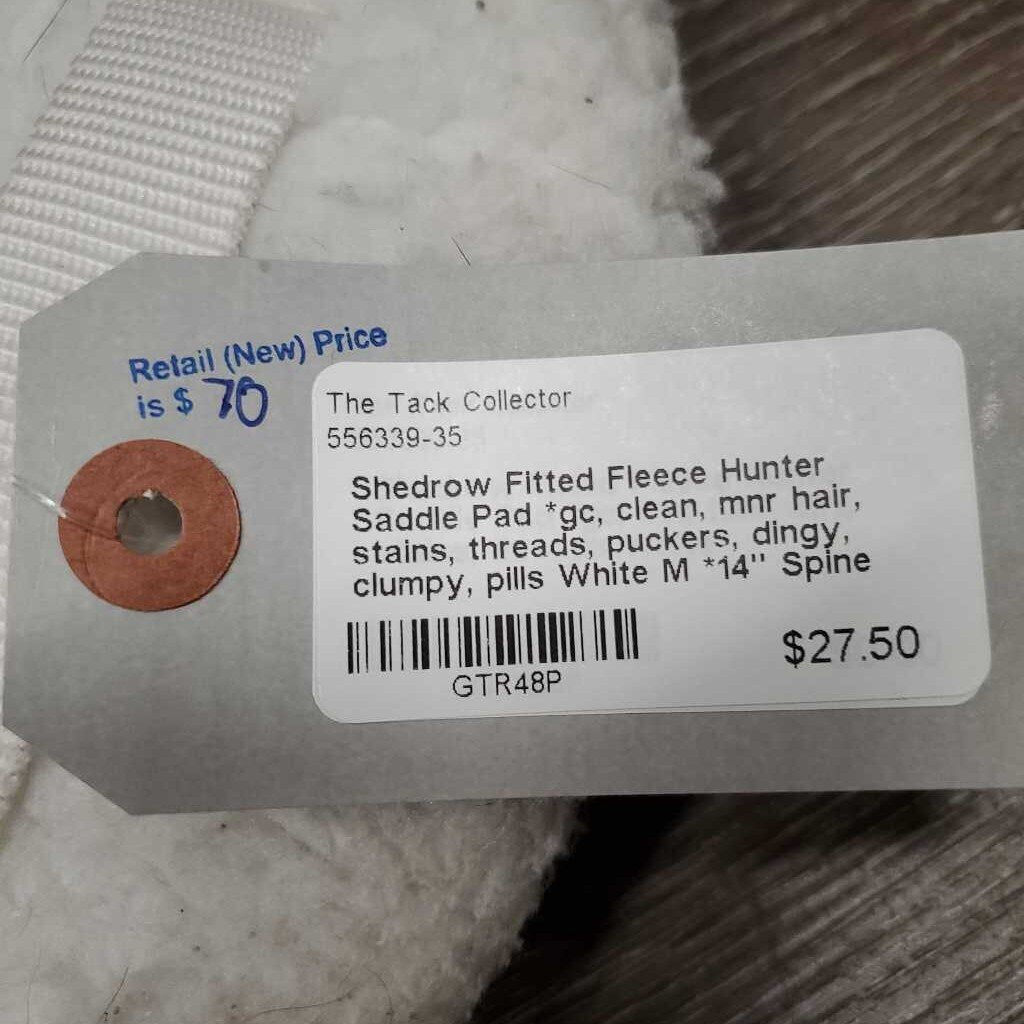 Retail (New) Price
is $ 70
The Tack Collector
556339-35
Shedrow Fitted Fleece Hunter
Saddle Pad *gc, clean, mnr hair,
stains, threads, puckers, dingy,
clumpy, pills White M *14" Spine
GTR48P
$27.50